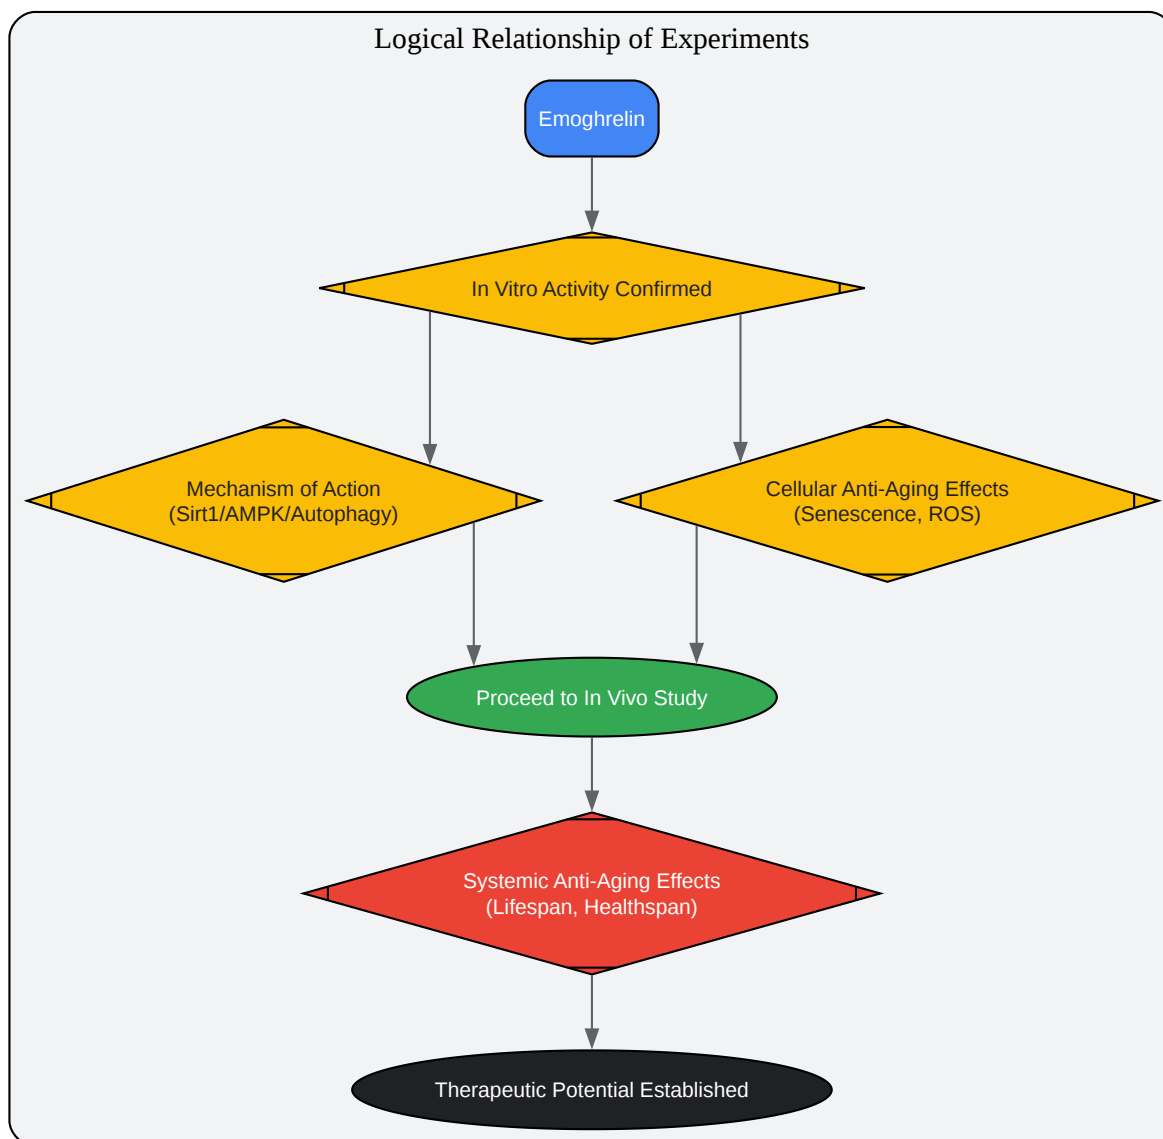 Logical Relationship of Experiments
Emoghrelin
In Vitro Activity Confirmed
Mechanism of Action
(Sirt1/AMPK/Autophagy)
Cellular Anti-Aging Effects
(Senescence, ROS)
Proceed to In Vivo Study
Systemic Anti-Aging Effects
(Lifespan, Healthspan)
Therapeutic Potential Established